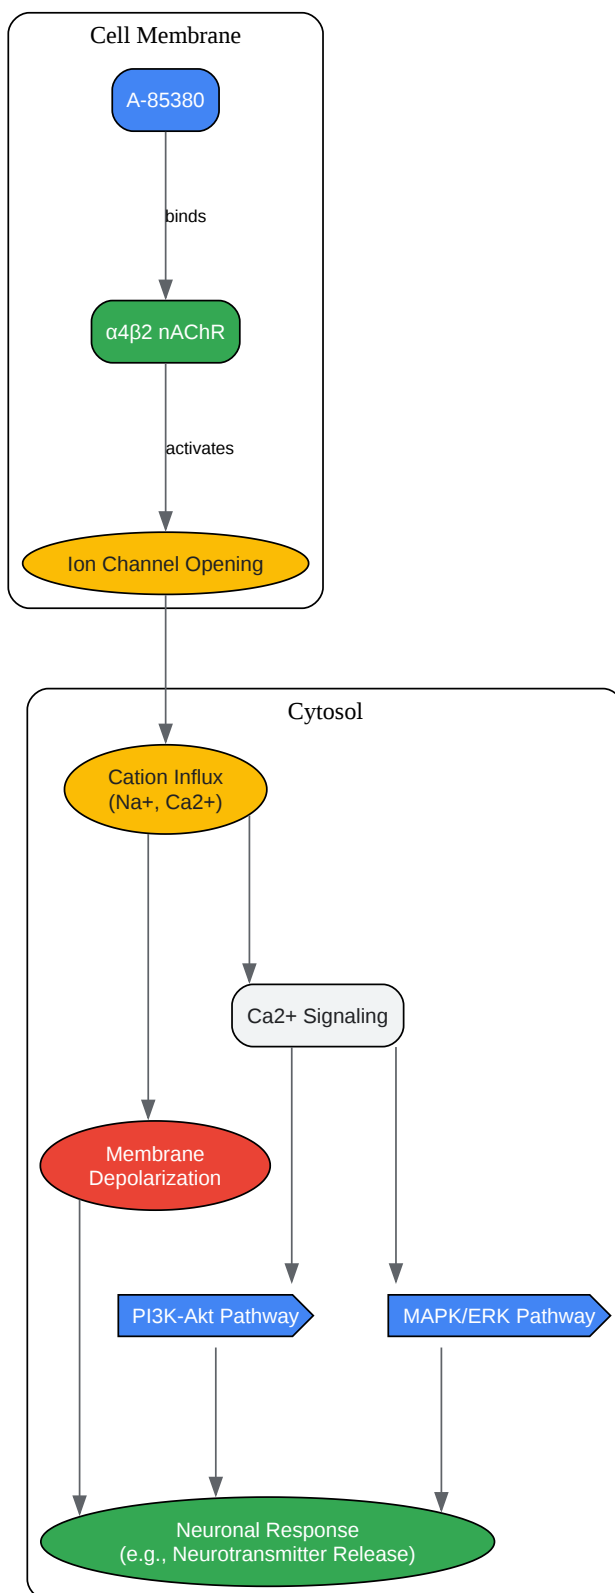 Cell Membrane
A-85380
binds
α4β2 nAChR
activates
Ion Channel Opening
Cytosol
Cation Influx
(Na+, Ca2+)
Ca2+ Signaling
Membrane
Depolarization
PI3K-Akt Pathway
MAPK/ERK Pathway
Neuronal Response
(e.g., Neurotransmitter Release)